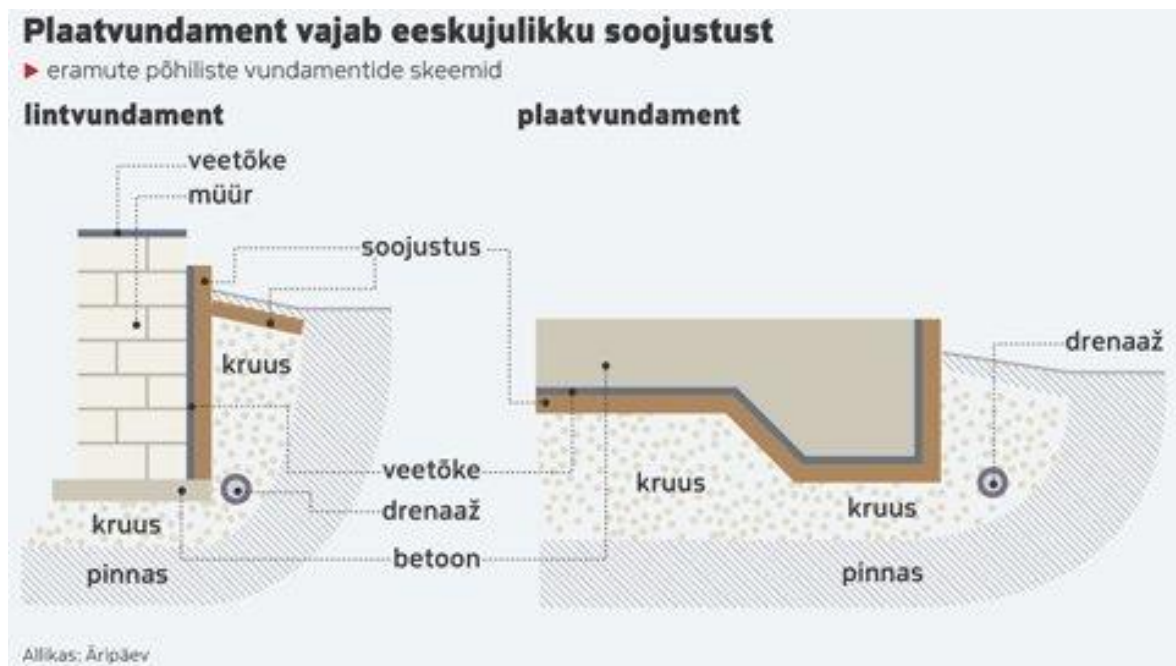 Plaatvundament vajab eeskujulikku soojustust
▶ eramute põhiliste vundamentide skeemid
lintvundament
plaatvundament
veetõke
müür
soojustus
drenaaž
kruus
veetõke
kruus
kruus
drenaaž
kruus
betoon
pinnas
pinnas
Allikas: Äripäev